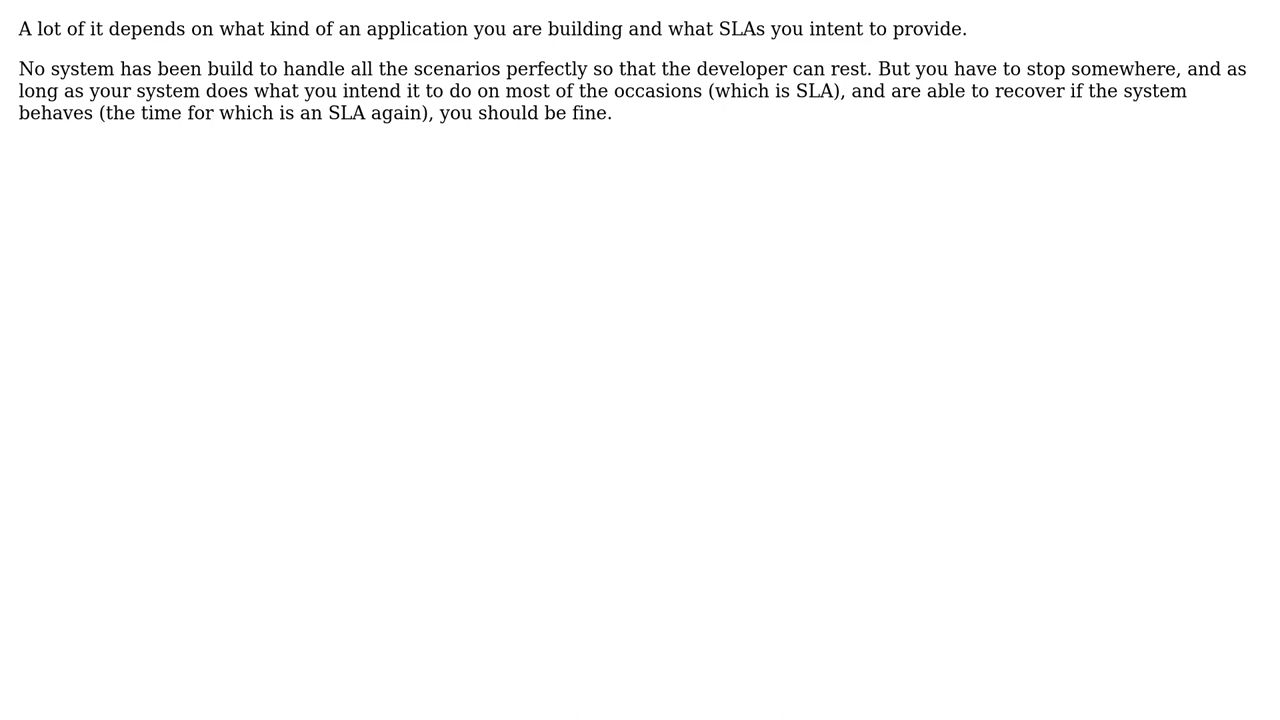 A lot of it depends on what kind of an application you are building and what SLAs you intent to provide.
No system has been build to handle all the scenarios perfectly so that the developer can rest. But you have to stop somewhere, and as
long as your system does what you intend it to do on most of the occasions (which is SLA), and are able to recover if the system
behaves (the time for which is an SLA again), you should be fine.